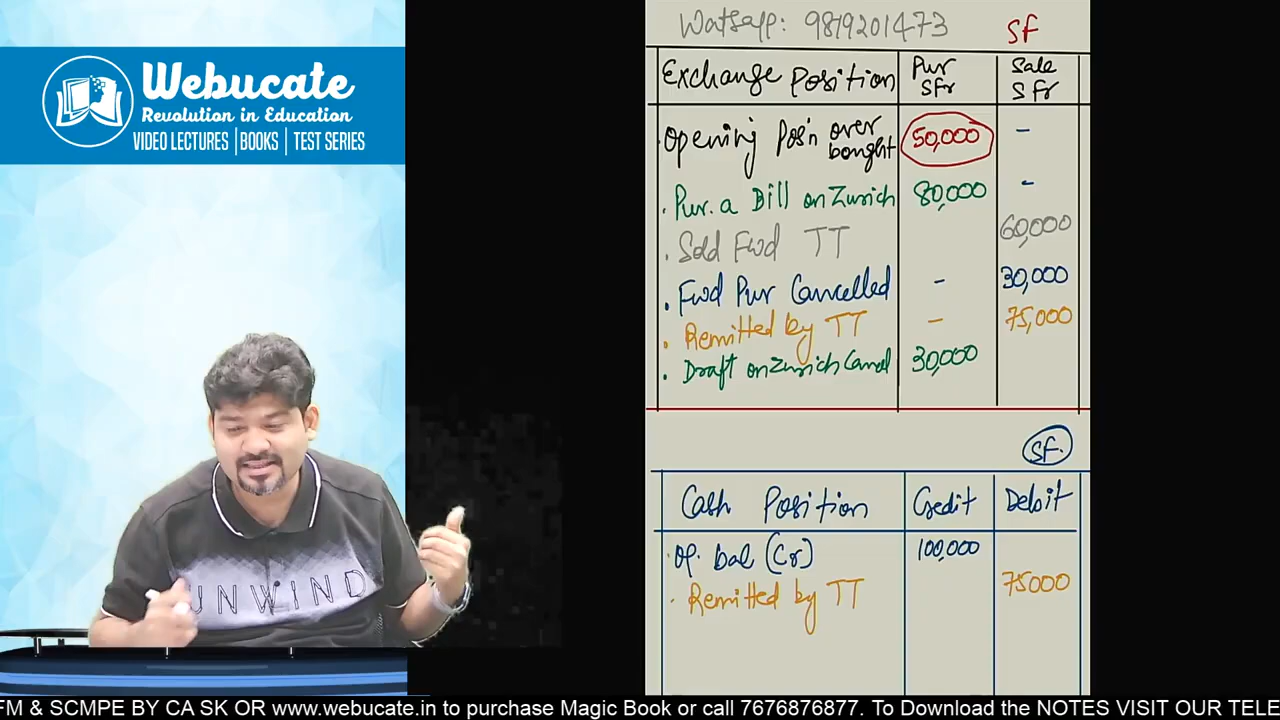 Webucate
Revolution in Education
VIDEO LECTURES | BOOKS | TEST SERIES
UNWIND
Watsapp: 9819201473 SF
Exchange Position Pur SFr Sale SFr
Opening Pos'n over bought 50,000 -
. Pur. a Bill on Zurich 80,000 -
. Sold Fwd TT 60,000
. Fwd Pur Cancelled - 30,000
. Remitted by TT - 75,000
. Draft on Zurich Cancel 30,000
SF.
Cash Position Credit Debit
. Op. bal (Cr) 100,000
. Remitted by TT 75000
FM & SCMPE BY CA SK OR www.webucate.in to purchase Magic Book or call 7676876877. To Download the NOTES VISIT OUR TELE